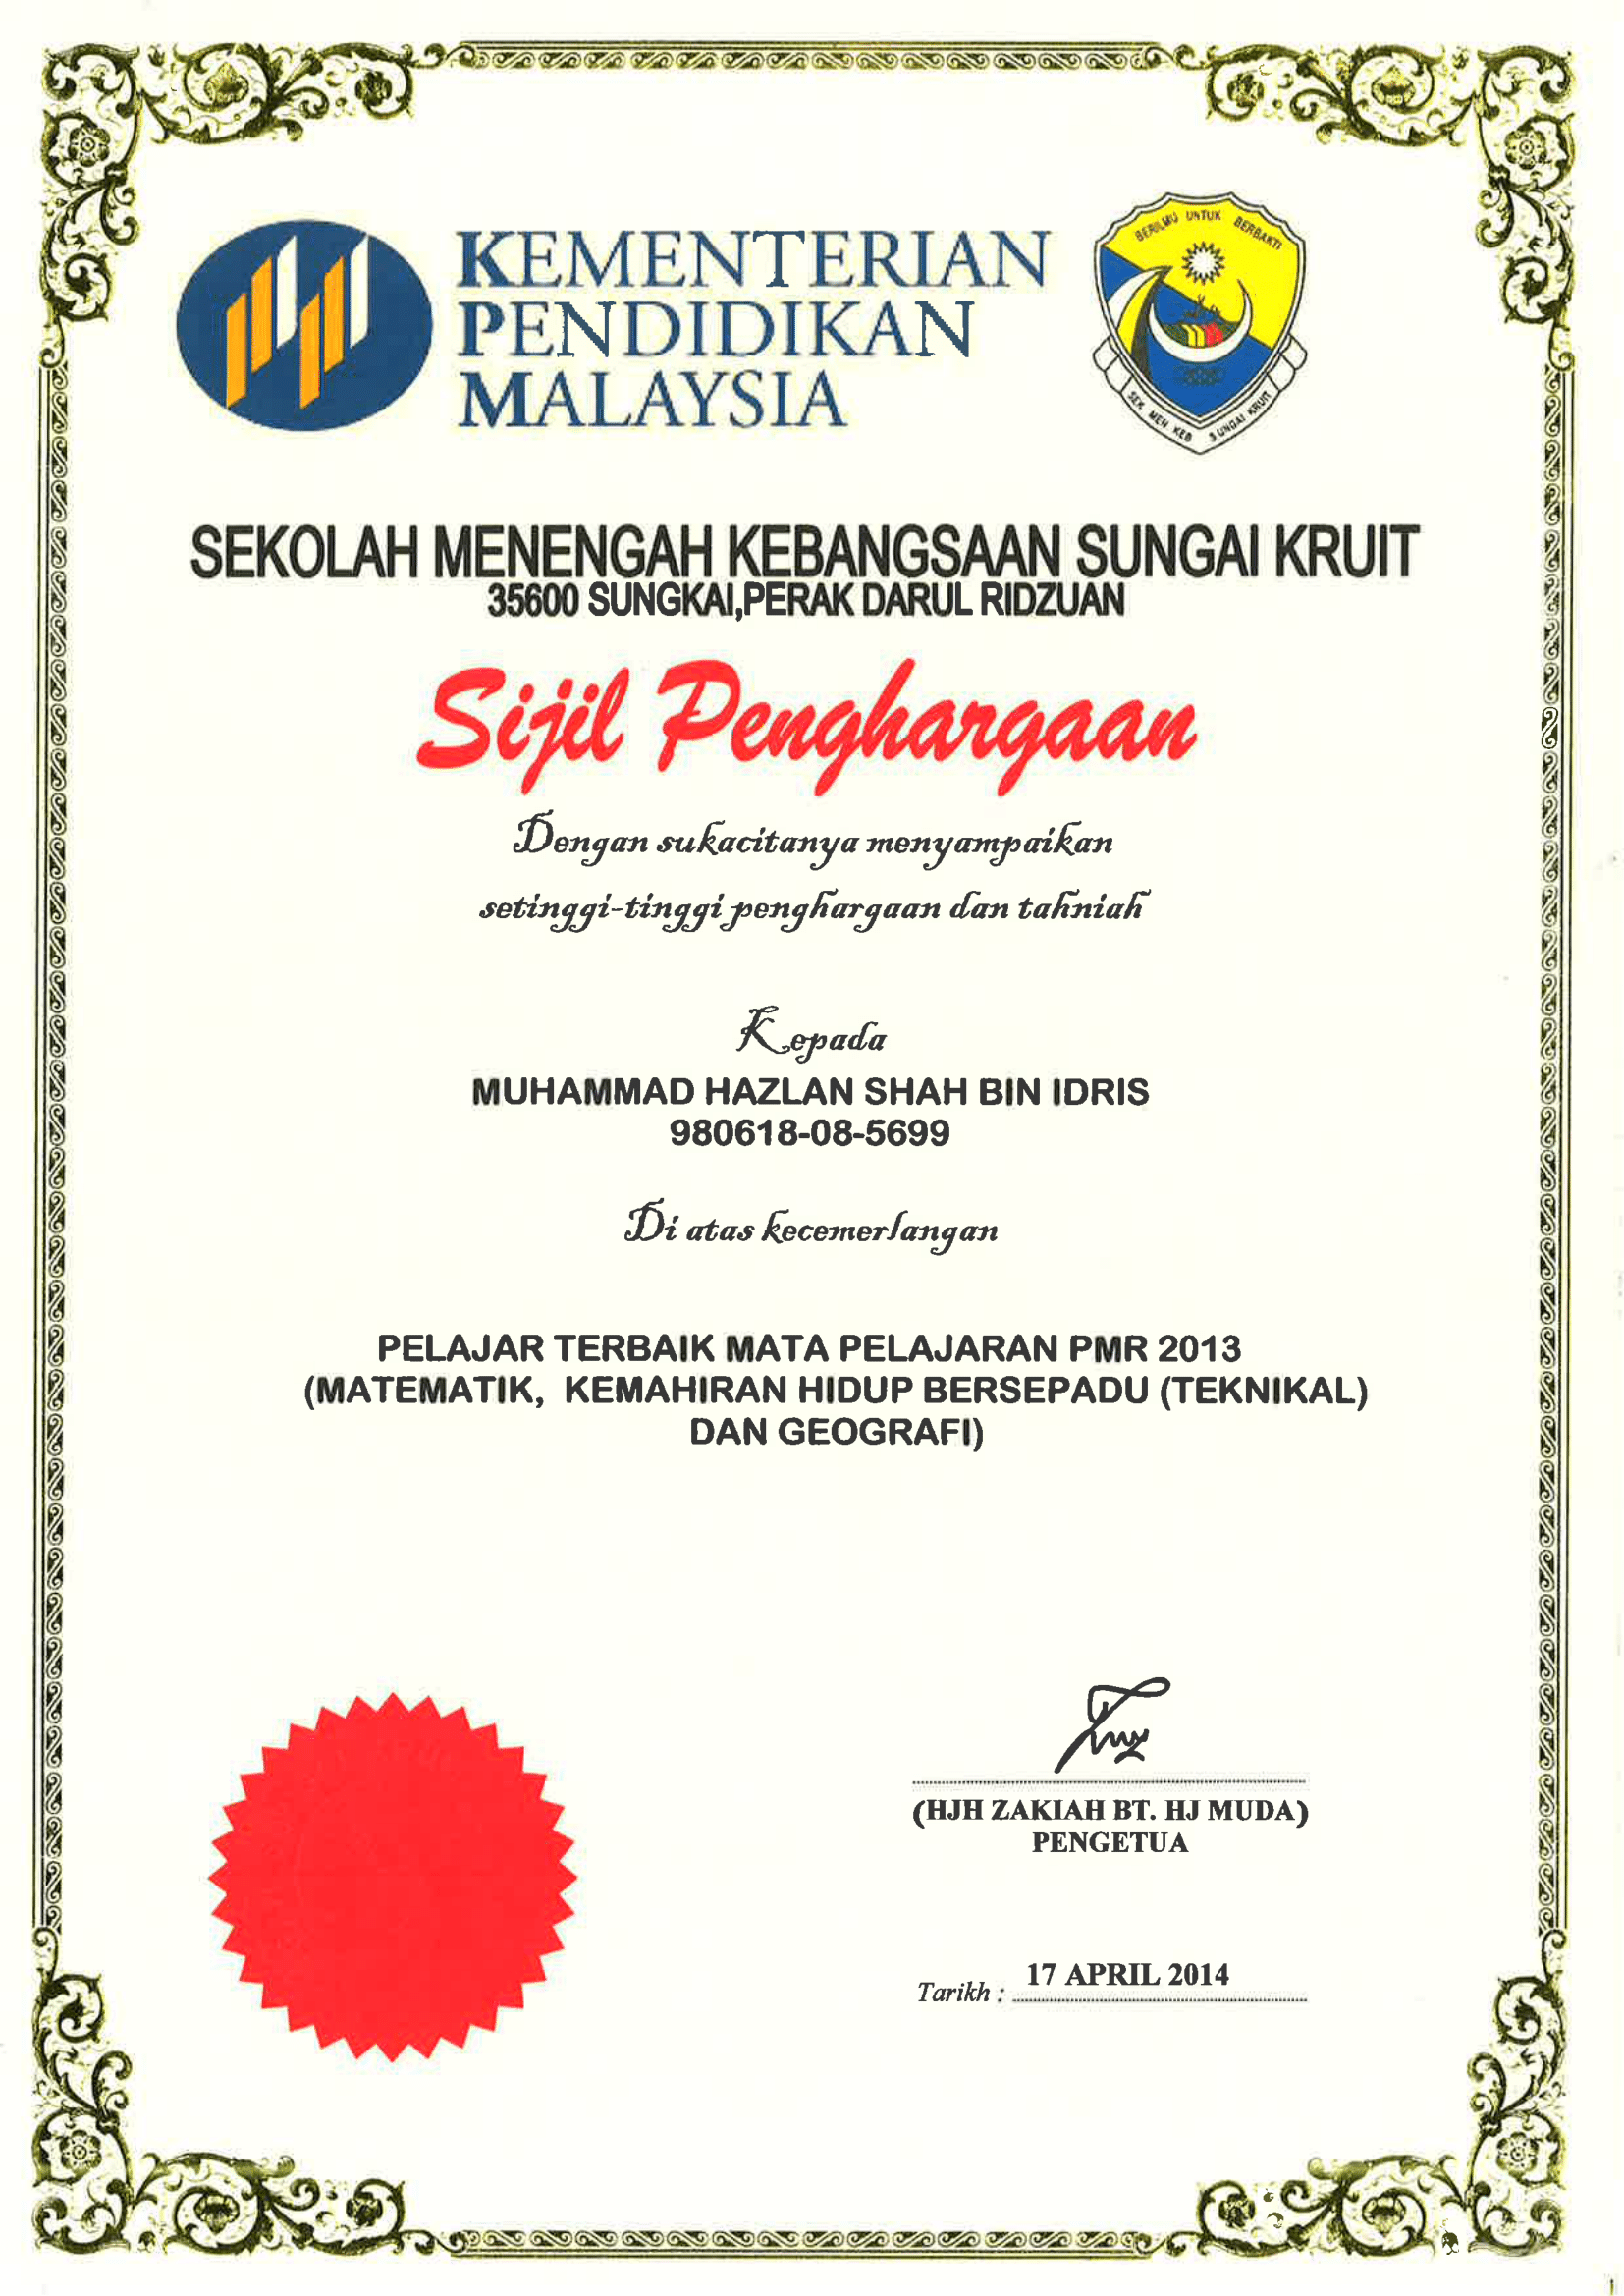 KEMENTERIAN
PENDIDIKAN
MALAYSIA
BERILMU UNTUK BERBAKTI
SEK MEN KEB SUNGAI KRUIT
SEKOLAH MENENGAH KEBANGSAAN SUNGAI KRUIT
35600 SUNGKAI,PERAK DARUL RIDZUAN
Sijil Penghargaan
Dengan sukacitanya menyampaikan
setinggi-tinggi penghargaan dan tahniah
Kepada
MUHAMMAD HAZLAN SHAH BIN IDRIS
980618-08-5699
Di atas kecemerlangan
PELAJAR TERBAIK MATA PELAJARAN PMR 2013
(MATEMATIK, KEMAHIRAN HIDUP BERSEPADU (TEKNIKAL)
DAN GEOGRAFI)
(HJH ZAKIAH BT. HJ MUDA)
PENGETUA
Tarikh : 17 APRIL 2014